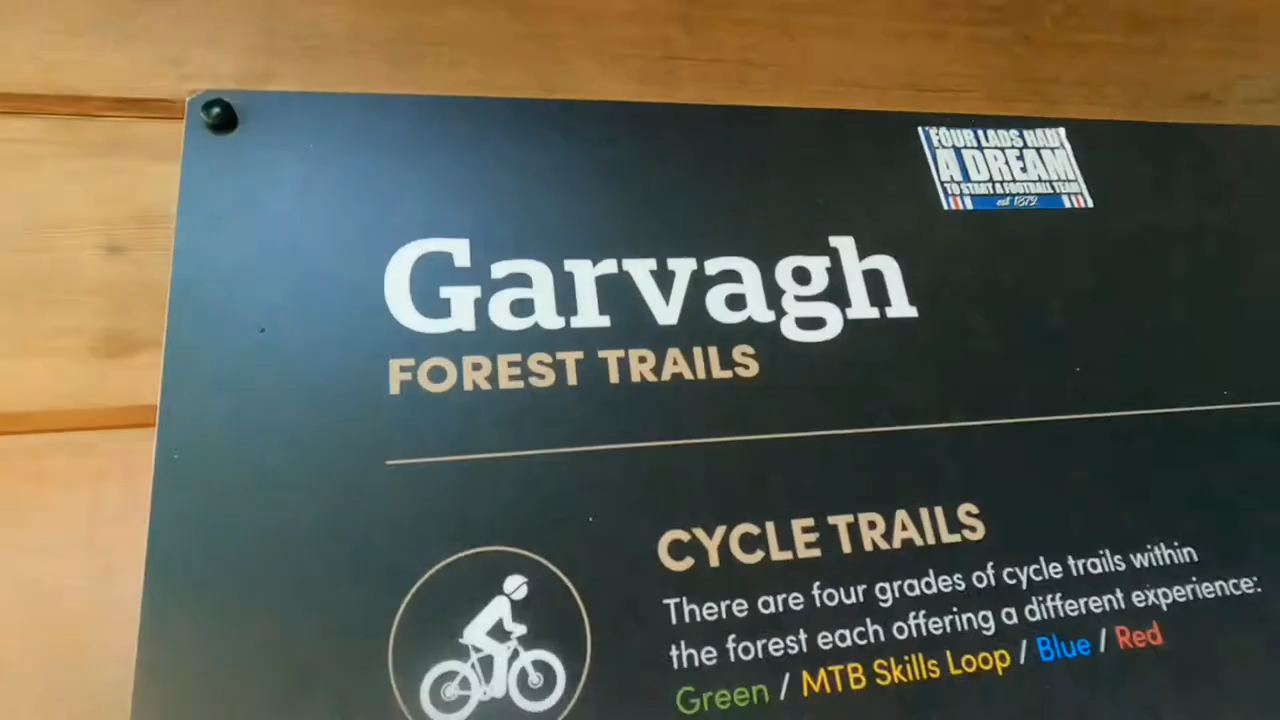 FOUR LADS HAD
A DREAM
TO START A FOOTBALL TEAM
est 1872
Garvagh
FOREST TRAILS
CYCLE TRAILS
There are four grades of cycle trails within
the forest each offering a different experience:
Green / MTB Skills Loop / Blue / Red